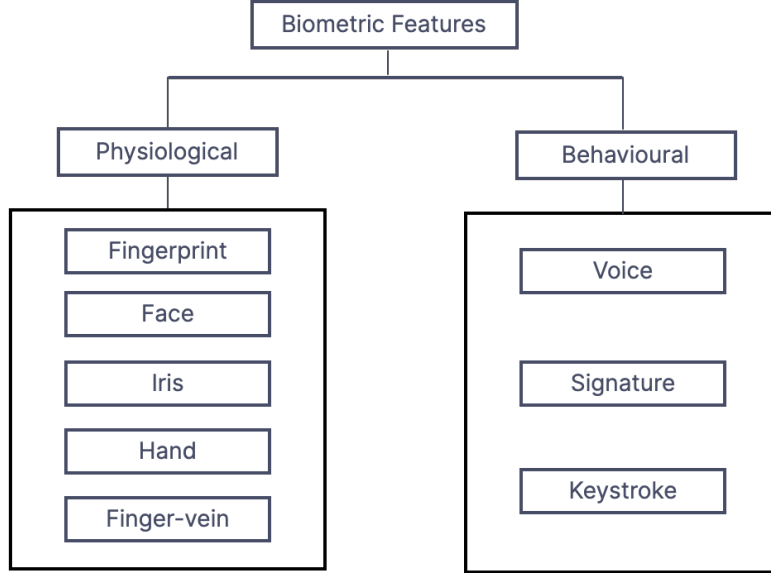 Biometric Features
Physiological
Behavioural
Fingerprint
Face
Iris
Hand
Finger-vein
Voice
Signature
Keystroke